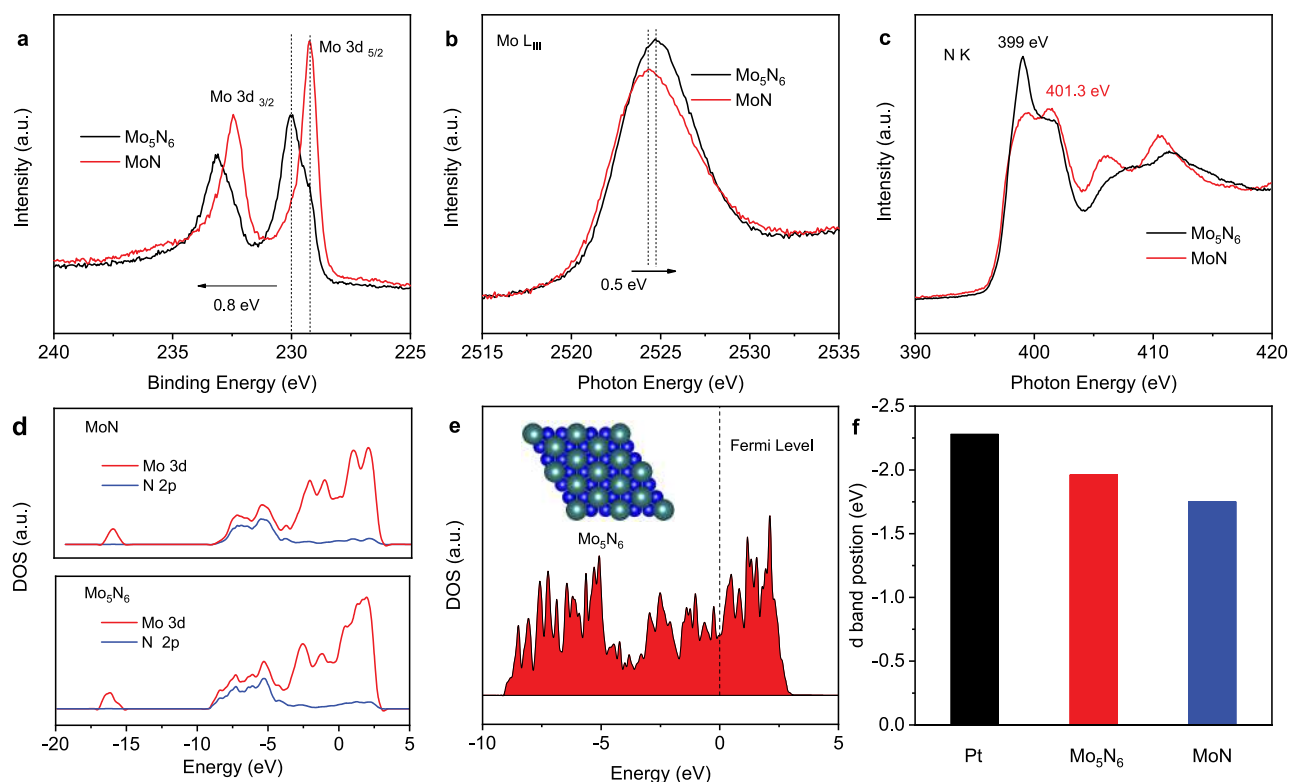 a
Mo 3d 5/2
Mo 3d 3/2
Mo5N6
MoN
Intensity (a.u.)
0.8 eV
240 235 230 225
Binding Energy (eV)
b
Mo LIII
Mo5N6
MoN
Intensity (a.u.)
0.5 eV
2515 2520 2525 2530 2535
Photon Energy (eV)
c
N K
399 eV
401.3 eV
Intensity (a.u.)
Mo5N6
MoN
390 400 410 420
Photon Energy (eV)
d
MoN
Mo 3d
N 2p
DOS (a.u.)
Mo5N6
Mo 3d
N 2p
-20 -15 -10 -5 0 5
Energy (eV)
e
Fermi Level
Mo5N6
DOS (a.u.)
-10 -5 0 5
Energy (eV)
f
d band postion (eV)
-2.5
-2.0
-1.5
-1.0
-0.5
0.0
Pt Mo5N6 MoN